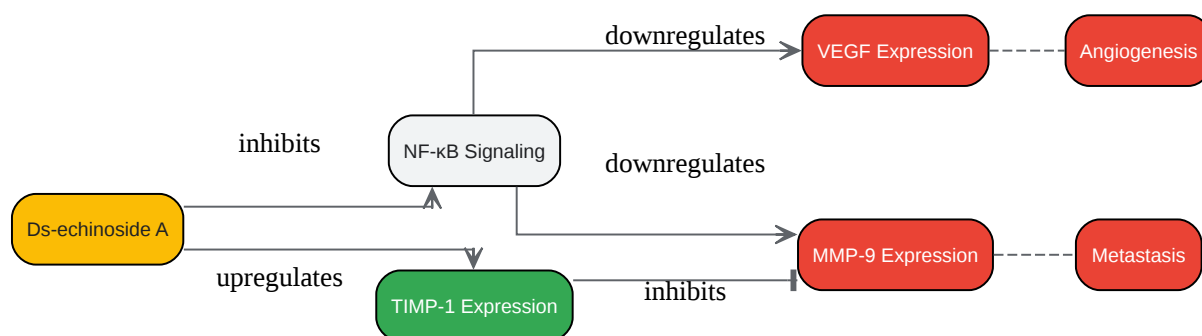 downregulates
VEGF Expression
Angiogenesis
inhibits
NF-κB Signaling
downregulates
Ds-echinoside A
MMP-9 Expression
Metastasis
upregulates
TIMP-1 Expression
inhibits